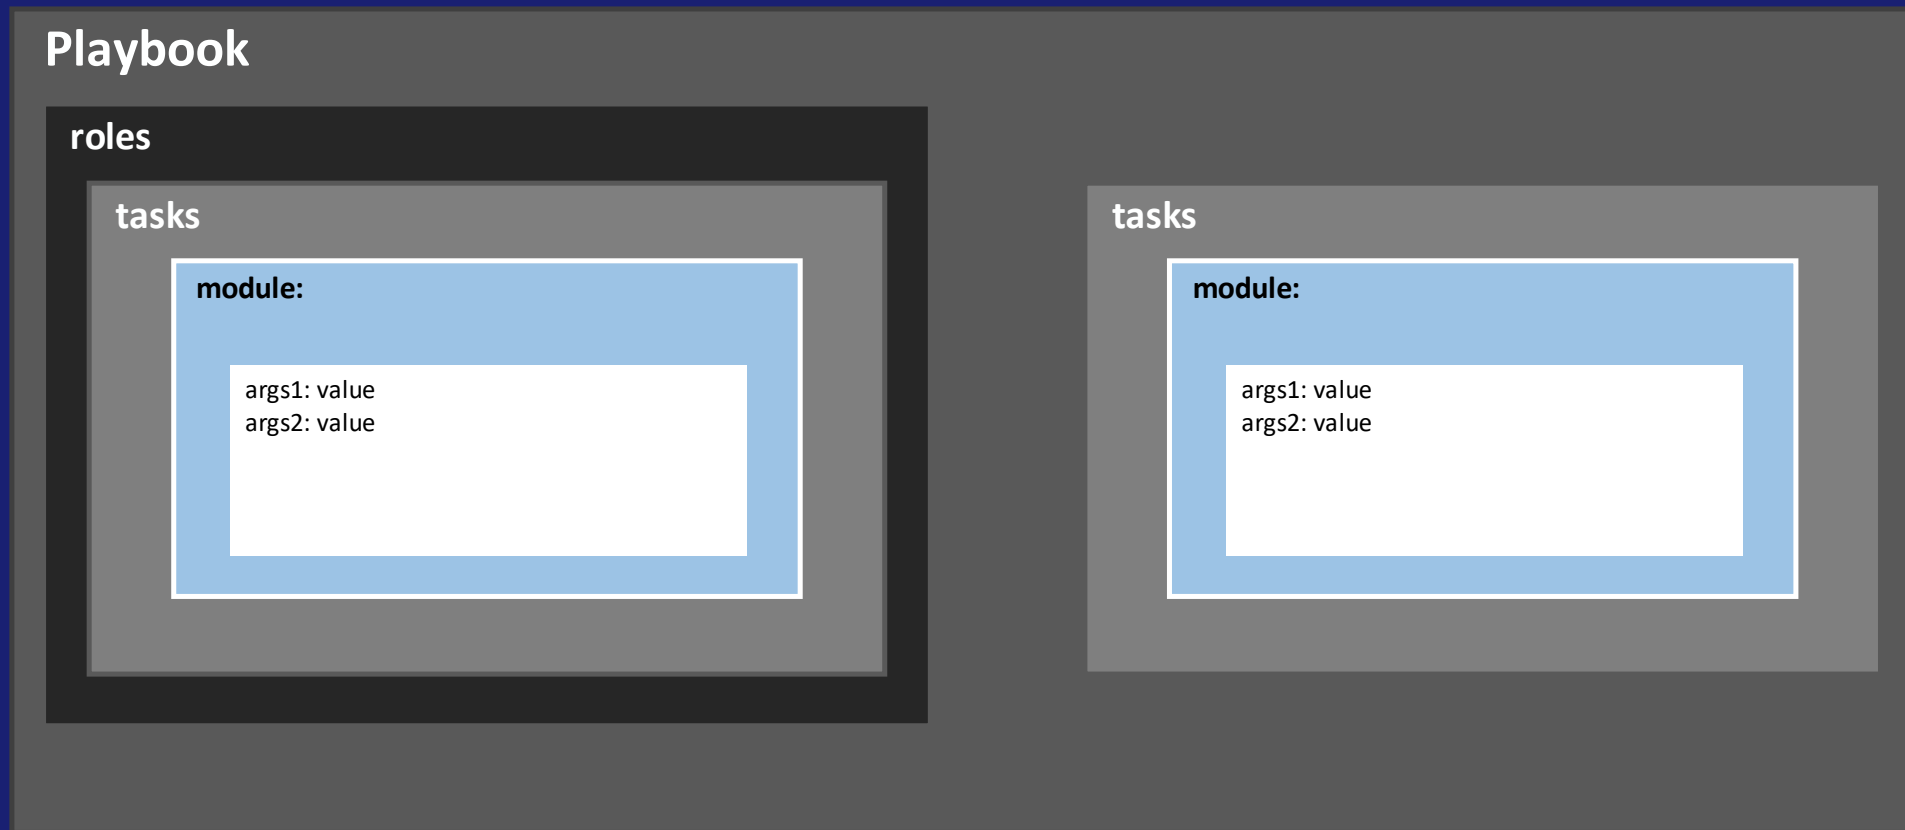 Playbook
roles
tasks
module:
args1: value
args2: value
tasks
module:
args1: value
args2: value